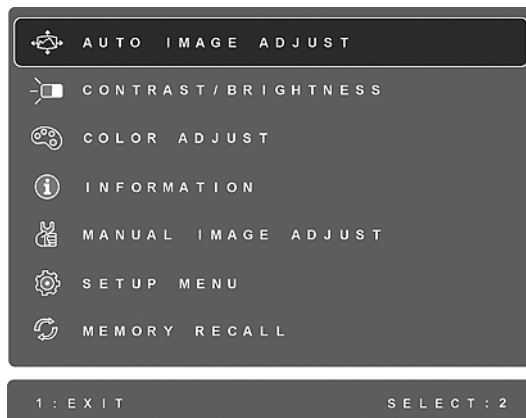 AUTO IMAGE ADJUST
CONTRAST/BRIGHTNESS
COLOR ADJUST
INFORMATION
MANUAL IMAGE ADJUST
SETUP MENU
MEMORY RECALL
1:EXIT SELECT:2